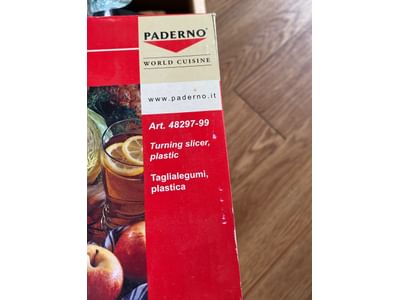 PADERNO
WORLD CUISINE
www.paderno.it
Art. 48297-99
Turning slicer,
plastic
Taglialegumi,
plastica